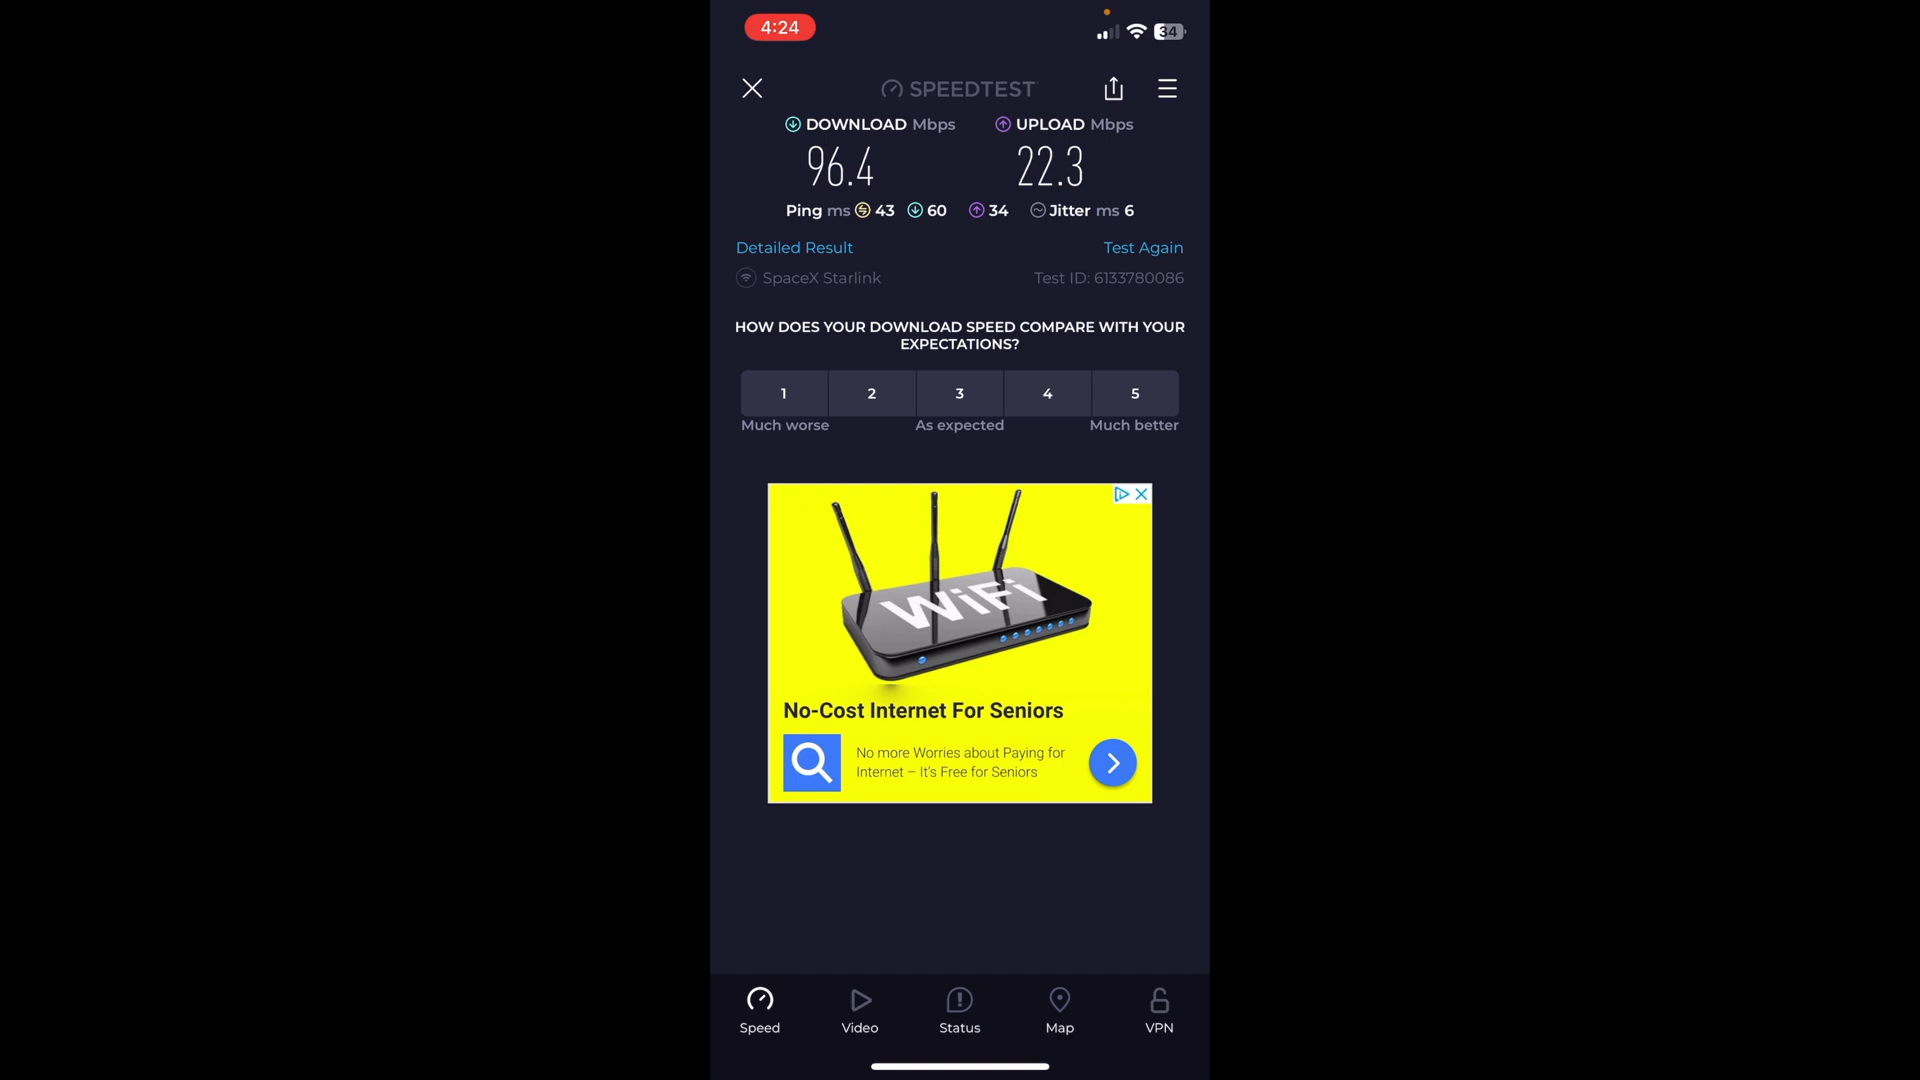 4:24
34
SPEEDTEST
DOWNLOAD Mbps
UPLOAD Mbps
96.4
22.3
Ping ms 43 60 34 Jitter ms 6
Detailed Result
Test Again
SpaceX Starlink
Test ID: 6133780086
HOW DOES YOUR DOWNLOAD SPEED COMPARE WITH YOUR
EXPECTATIONS?
1 2 3 4 5
Much worse As expected Much better
WiFi
No-Cost Internet For Seniors
No more Worries about Paying for
Internet – It's Free for Seniors
Speed Video Status Map VPN